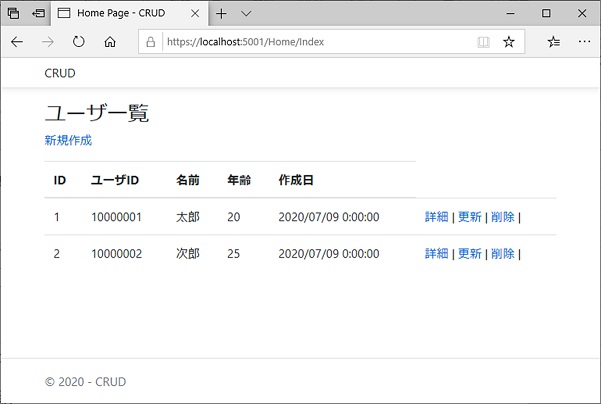 Home Page - CRUD
https://localhost:5001/Home/Index
CRUD
ユーザ一覧
新規作成
ID ユーザID 名前 年齢 作成日
1 10000001 太郎 20 2020/07/09 0:00:00 詳細 | 更新 | 削除 |
2 10000002 次郎 25 2020/07/09 0:00:00 詳細 | 更新 | 削除 |
© 2020 - CRUD